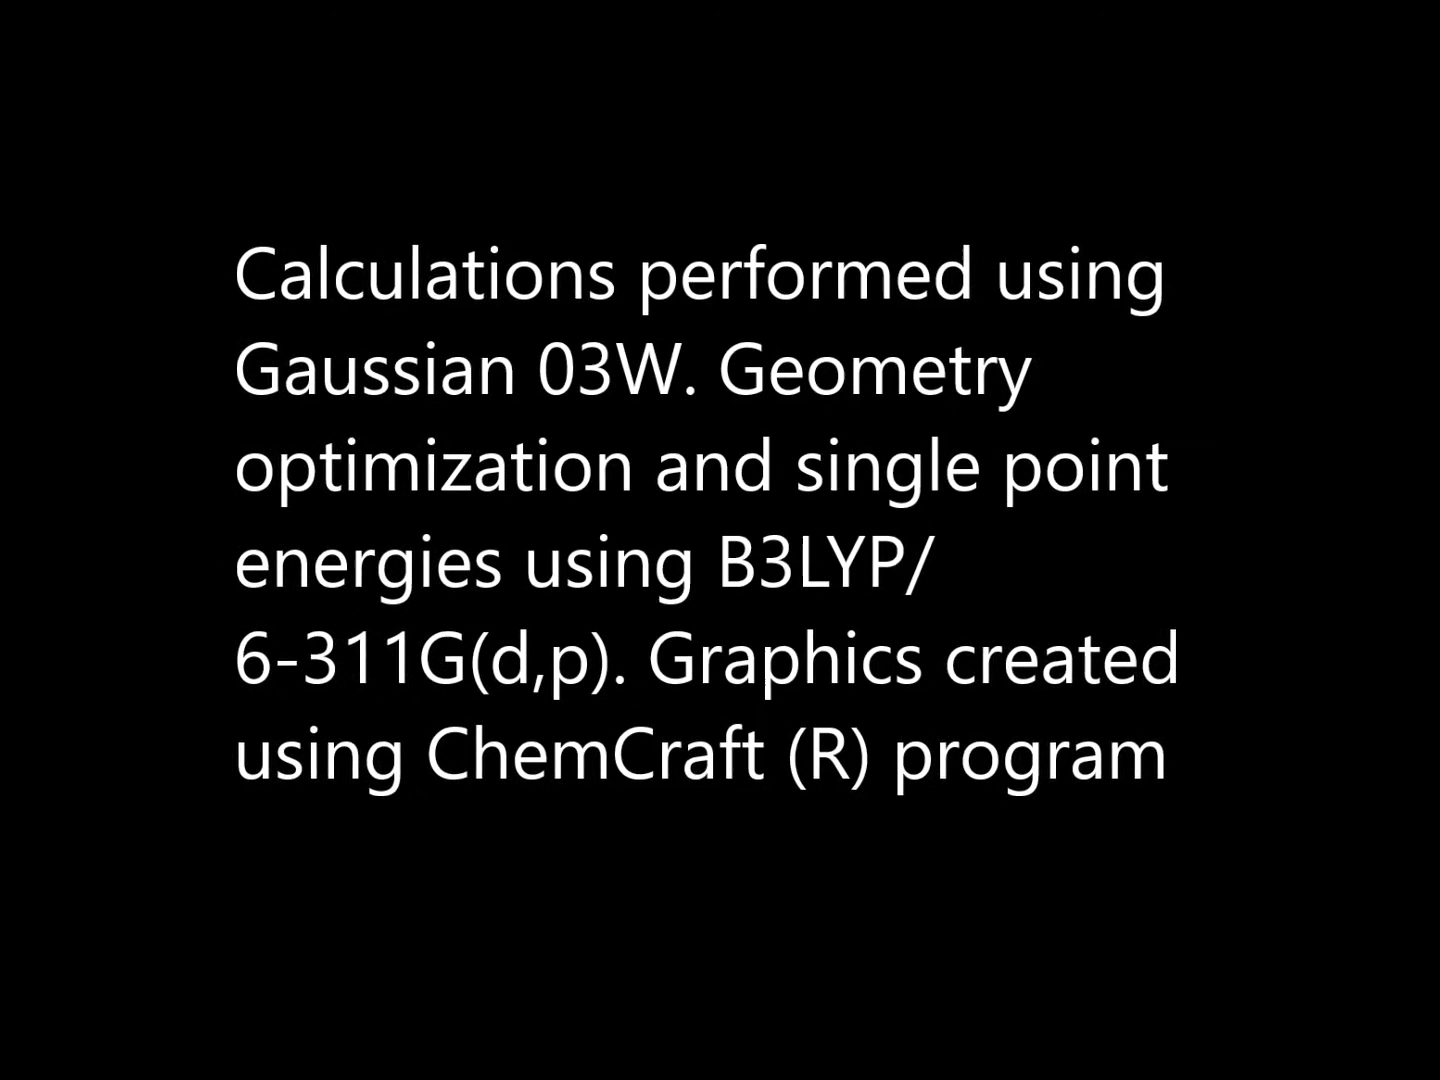 Calculations performed using
Gaussian 03W. Geometry
optimization and single point
energies using B3LYP/
6-311G(d,p). Graphics created
using ChemCraft (R) program